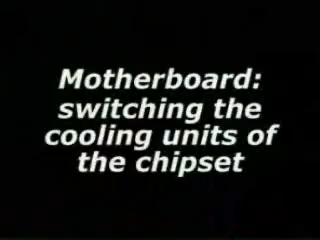 Motherboard:
switching the
cooling units of
the chipset